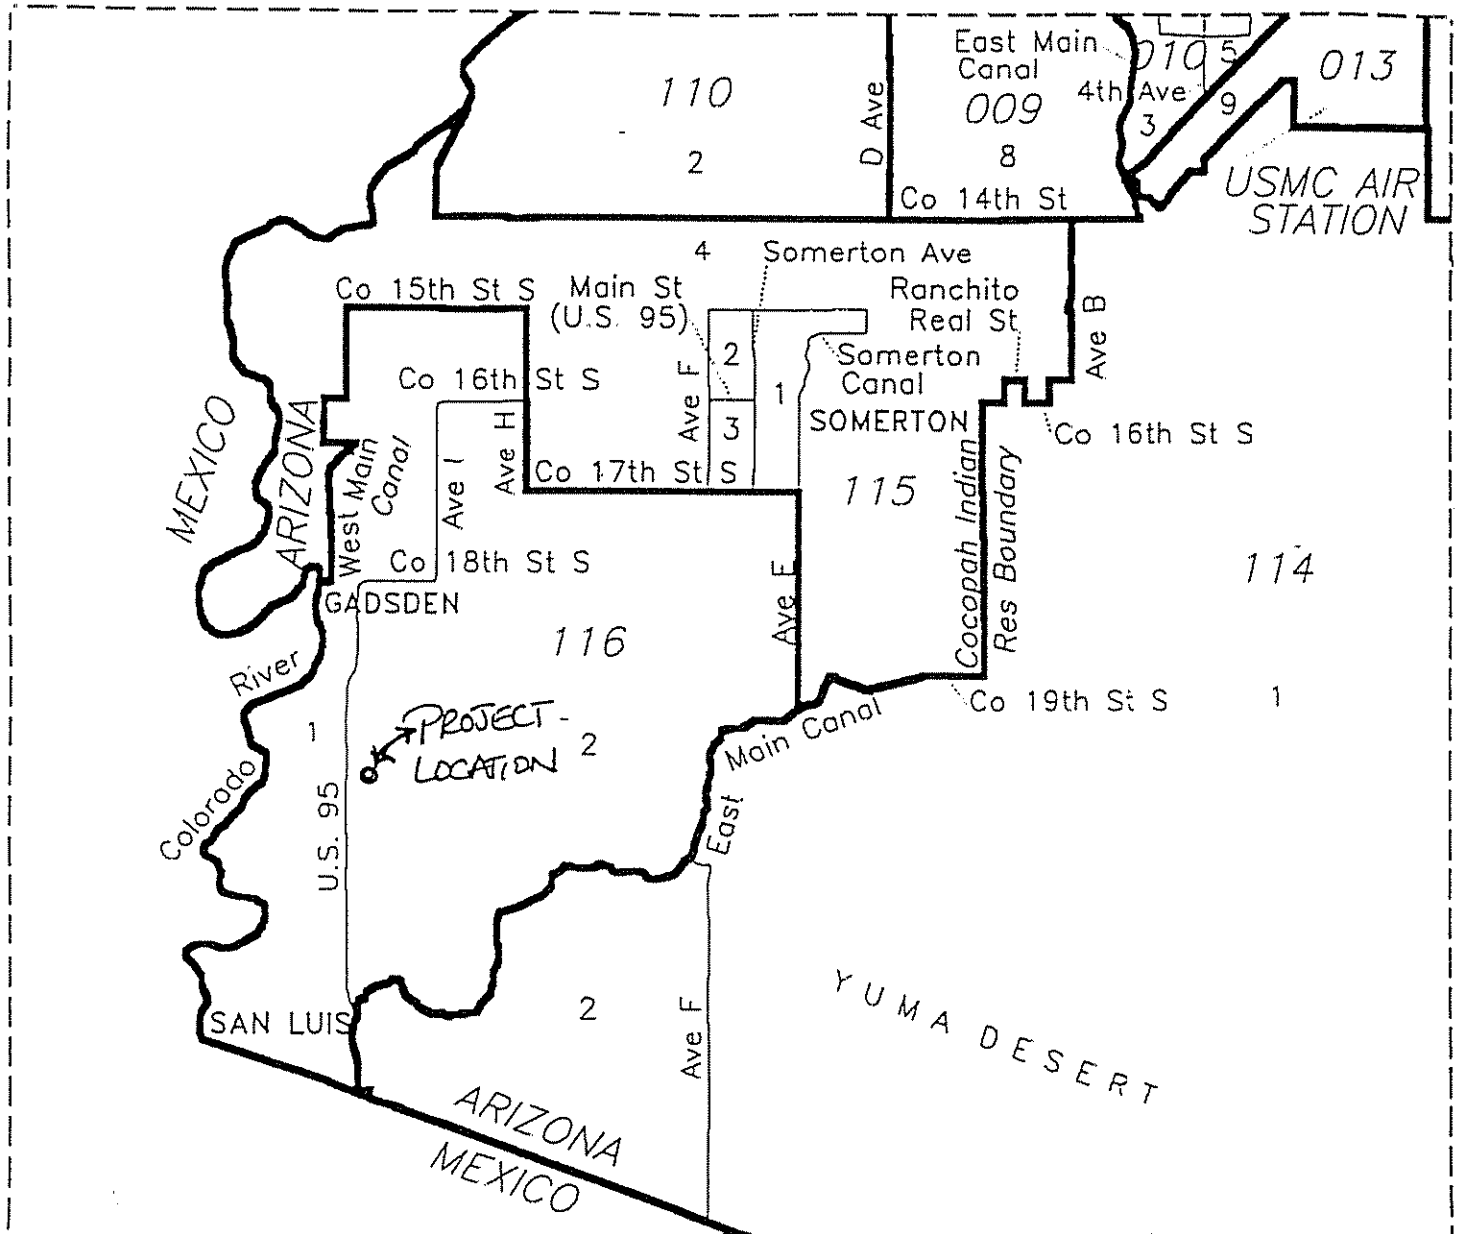 East Main
Canal
010
5
013
110
009
4th Ave
9
3
D Ave
2
8
USMC AIR
STATION
Co 14th St
4
Somerton Ave
Co 15th St S
Main St
(U.S. 95)
Ranchito
Real St
Ave B
2
Somerton
Canal
Co 16th St S
Ave F
1
3
SOMERTON
Co 16th St S
MEXICO
ARIZONA
West Main
Canal
Ave I
Ave H
Co 17th St S
115
Cocopah Indian
Res Boundary
Co 18th St S
114
GADSDEN
Ave E
116
River
Co 19th St S
1
1
PROJECT -
LOCATION
2
Main Canal
East
Colorado
U.S. 95
SAN LUIS
2
Ave F
YUMA DESERT
ARIZONA
MEXICO